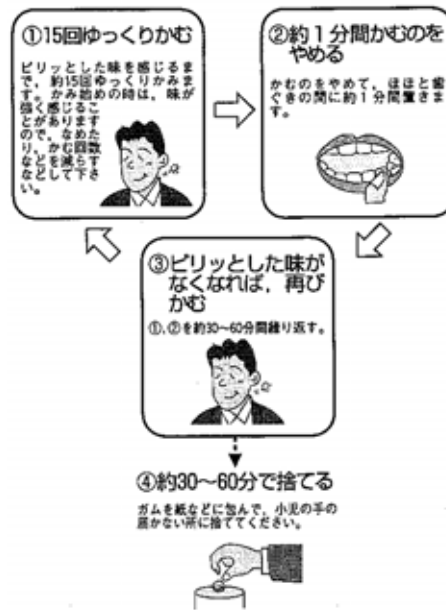 ①15回ゆっくりかむ
ピリッとした味を感じるま
で、約15回ゆっくりかみま
す。かみ始めの時は、味が
強く感じるこ
とがあります
ので、なめた
り、かむ回数
などを減らす
などして下さ
い。
②約1分間かむのを
やめる
かむのをやめて、ほほと歯
ぐきの間に約1分間置きま
す。
③ピリッとした味が
なくなれば、再び
かむ
①、②を約30〜60分間繰り返す。
④約30〜60分で捨てる
ガムを紙などに包んで、小児の手の
届かない所に捨ててください。